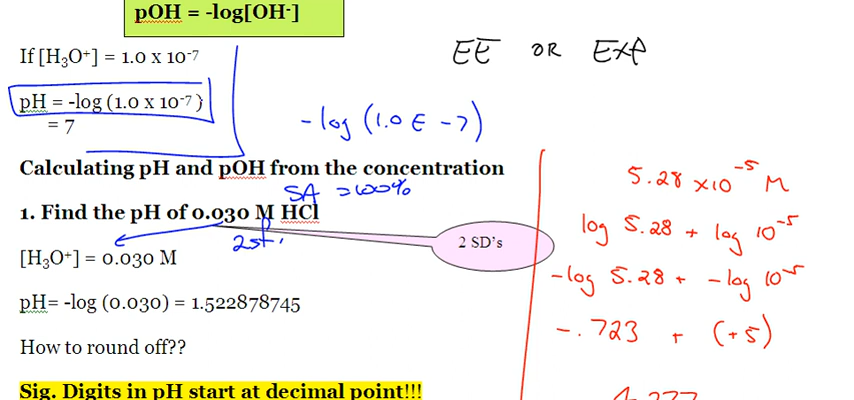 pOH = -log[OH-]
If [H₃O⁺] = 1.0 x 10⁻⁷
pH = -log (1.0 x 10⁻⁷)
= 7
-log (1.0 E -7)
EE OR EXP
Calculating pH and pOH from the concentration
SA = 100%
1. Find the pH of 0.030 M HCl
2 SD's
[H₃O⁺] = 0.030 M
pH= -log (0.030) = 1.522878745
How to round off??
Sig. Digits in pH start at decimal point!!!
5.28 x10⁻⁵ M
log 5.28 + log 10⁻⁵
-log 5.28 + -log 10⁻⁵
-.723 + (+5)